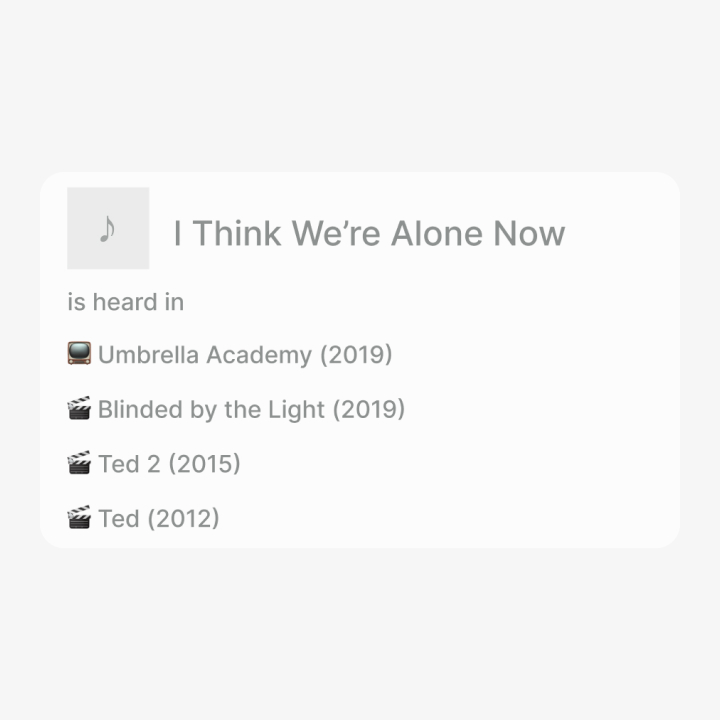 I Think We’re Alone Now
is heard in
Umbrella Academy (2019)
Blinded by the Light (2019)
Ted 2 (2015)
Ted (2012)